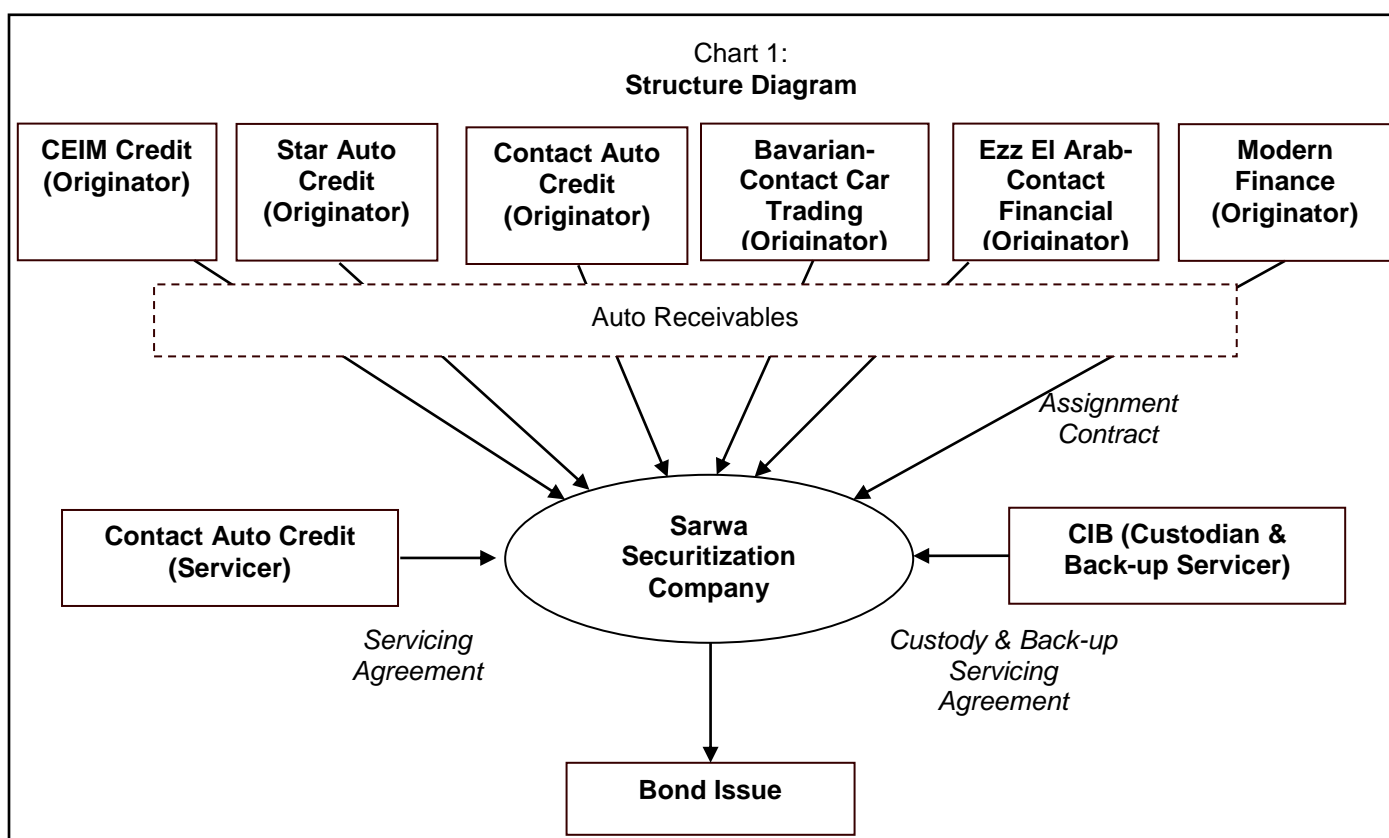 Chart 1:
Structure Diagram
CEIM Credit
(Originator)
Star Auto
Credit
(Originator)
Contact Auto
Credit
(Originator)
Bavarian-
Contact Car
Trading
(Originator)
Ezz El Arab-
Contact
Financial
(Originator)
Modern
Finance
(Originator)
Auto Receivables
Assignment
Contract
Contact Auto Credit
(Servicer)
Sarwa
Securitization
Company
CIB (Custodian &
Back-up Servicer)
Servicing
Agreement
Custody & Back-up
Servicing
Agreement
Bond Issue